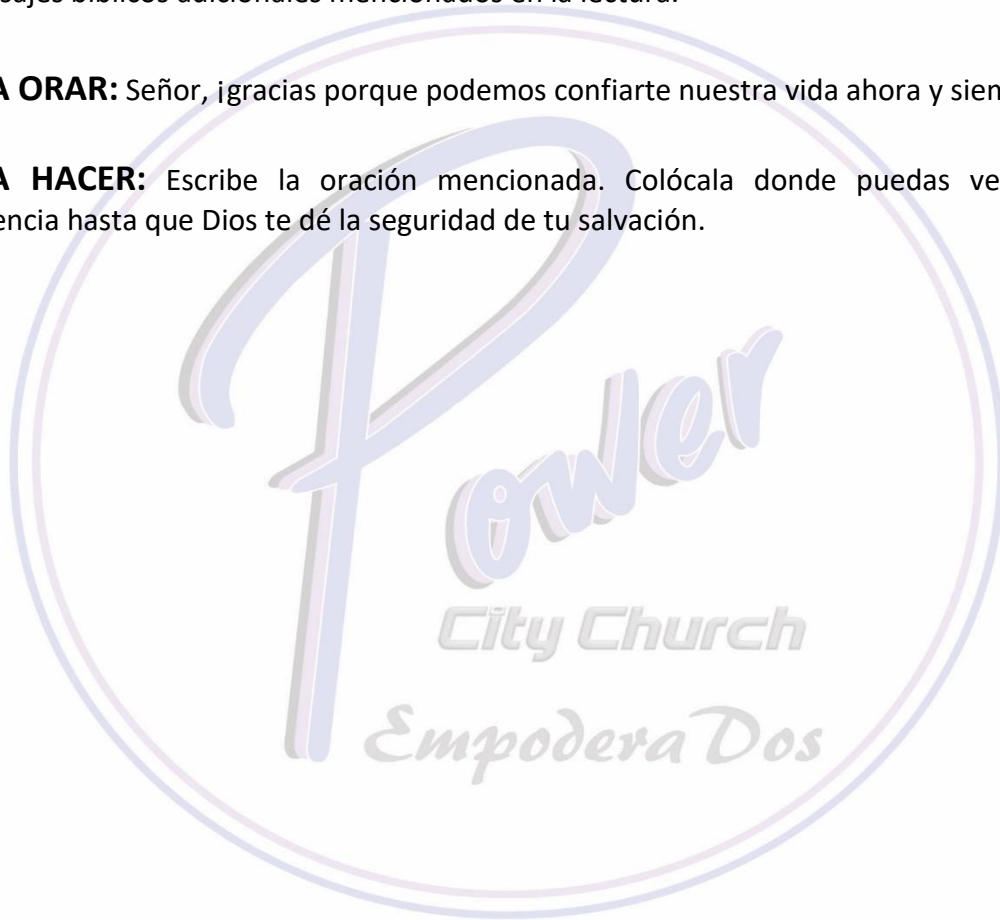 sajes bíblicos adicionales mencionados en la lectura.
A ORAR: Señor, ¡gracias porque podemos confiarte nuestra vida ahora y sien
A HACER: Escribe la oración mencionada. Colócala donde puedas ve
encia hasta que Dios te dé la seguridad de tu salvación.
Power
City Church
EmpoderaDos